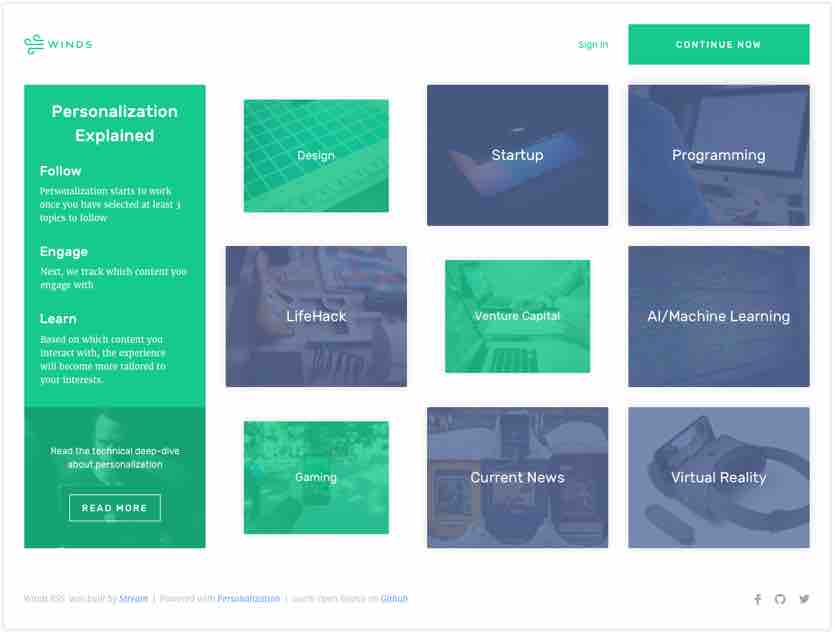 WINDS
Sign In
CONTINUE NOW
Personalization
Explained
Follow
Personalization starts to work
once you have selected at least 3
topics to follow
Engage
Next, we track which content you
engage with
Learn
Based on which content you
interact with, the experience
will become more tailored to
your interests.
Read the technical deep-dive
about personalization
READ MORE
Design
Startup
Programming
LifeHack
Venture Capital
AI/Machine Learning
Gaming
Current News
Virtual Reality
Winds RSS was built by Stream | Powered with Personalization | 100% Open Source on Github